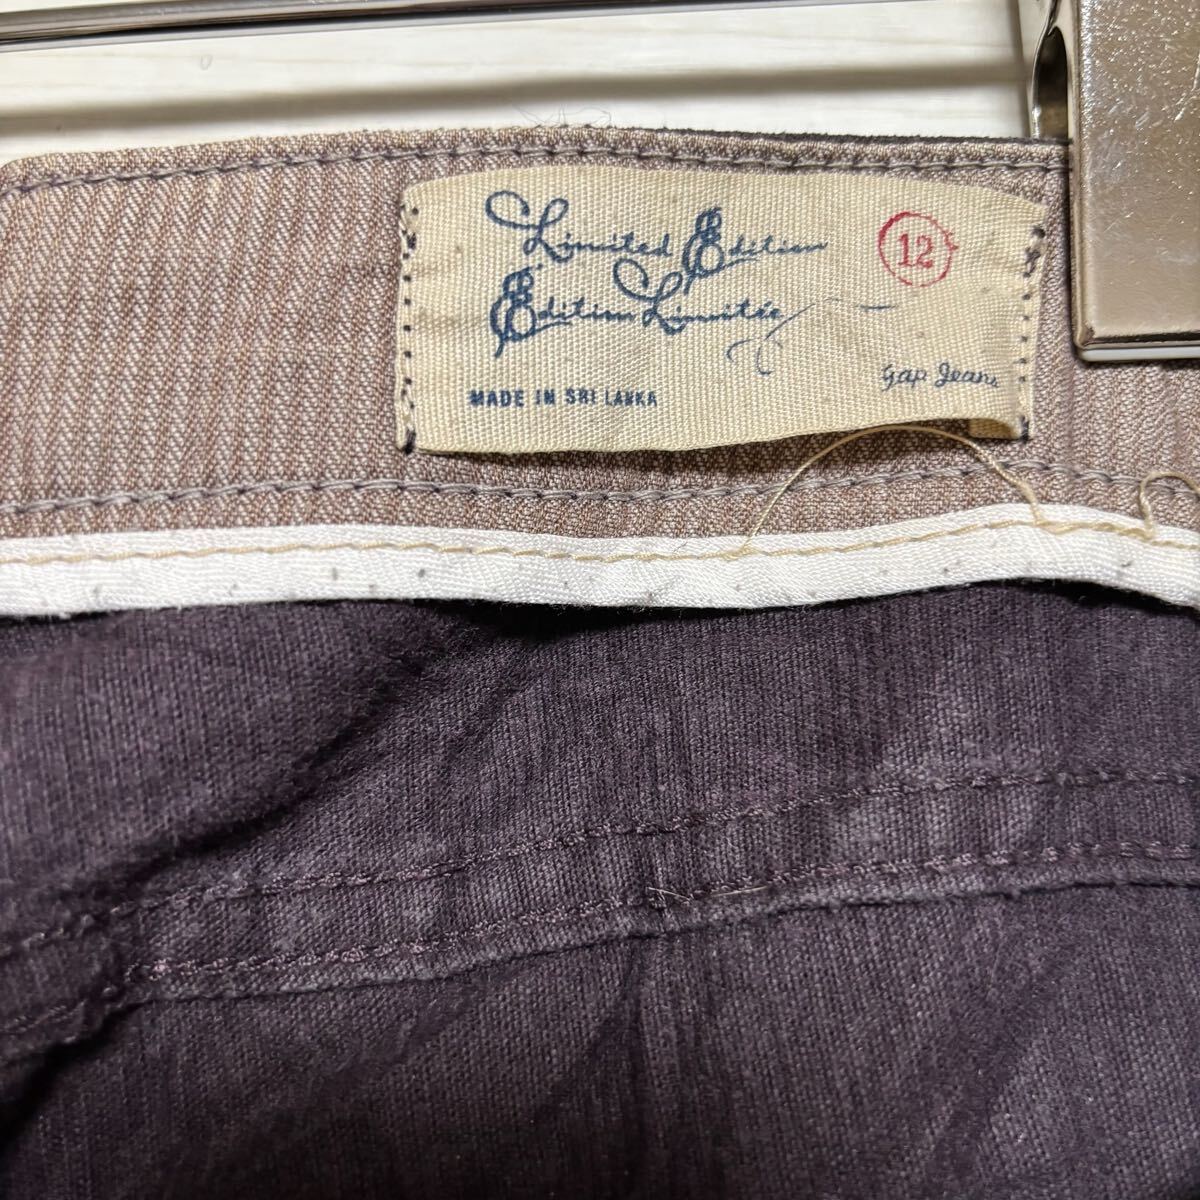 Limited Edition
12
Edition Limitée
gap Jeans
MADE IN SRI LANKA